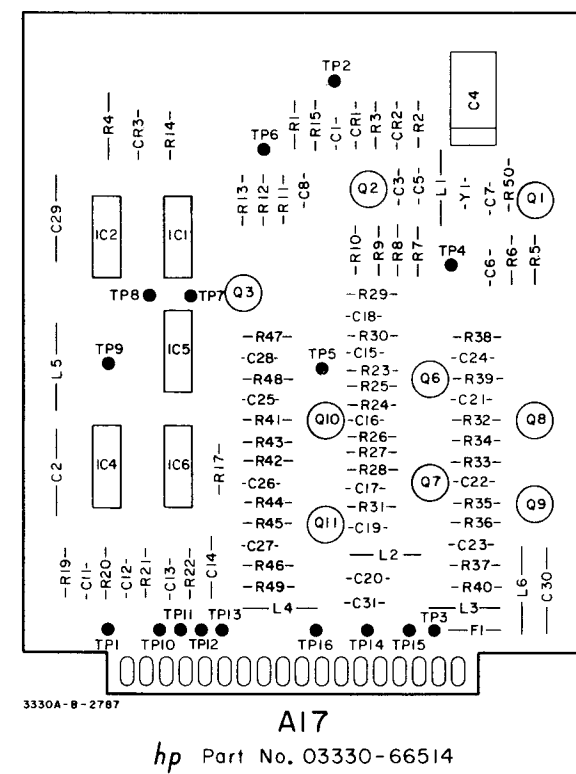 TP2
R4
CR3
R14
R1
R15
C1
CR1
R3
CR2
R2
C4
TP6
R13
R12
R11
C8
Q2
C3
C5
L1
Y1
C7
R50
Q1
C29
IC2
IC1
R10
R9
R8
R7
TP4
C6
R6
R5
TP8
TP7
Q3
R29
C18
L5
TP9
IC5
R47
C28
R48
C25
R41
R43
R42
C26
R44
R45
C27
R46
R49
TP5
Q10
Q11
R30
C15
R23
R25
R24
C16
R26
R27
R28
C17
R31
C19
L2
C20
C31
Q6
Q7
R38
C24
R39
C21
R32
R34
R33
C22
R35
R36
C23
R37
R40
Q8
Q9
C2
IC4
IC6
R17
R19
C11
R20
C12
R21
C13
R22
C14
L4
L3
L6
C30
TP11
TP13
TP3
F1
TP1
TP10
TP12
TP16
TP14
TP15
3330A-B-2787
A17
hp Part No. 03330-66514